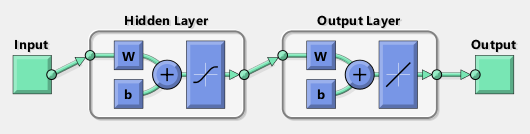 Hidden Layer
Output Layer
Input
Output
W
b
+
W
b
+